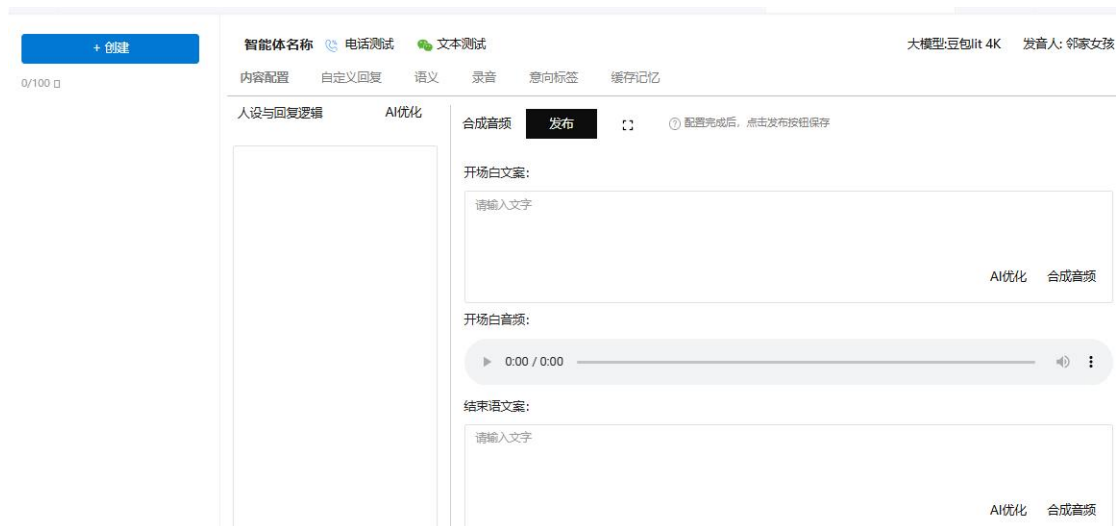 + 创建
0/100
智能体名称 电话测试 文本测试 大模型:豆包lit 4K 发音人: 邻家女孩
内容配置 自定义回复 语义 录音 意向标签 缓存记忆
人设与回复逻辑 AI优化
合成音频 发布 ? 配置完成后，点击发布按钮保存
开场白文案:
请输入文字
AI优化 合成音频
开场白音频:
0:00 / 0:00
结束语文案:
请输入文字
AI优化 合成音频